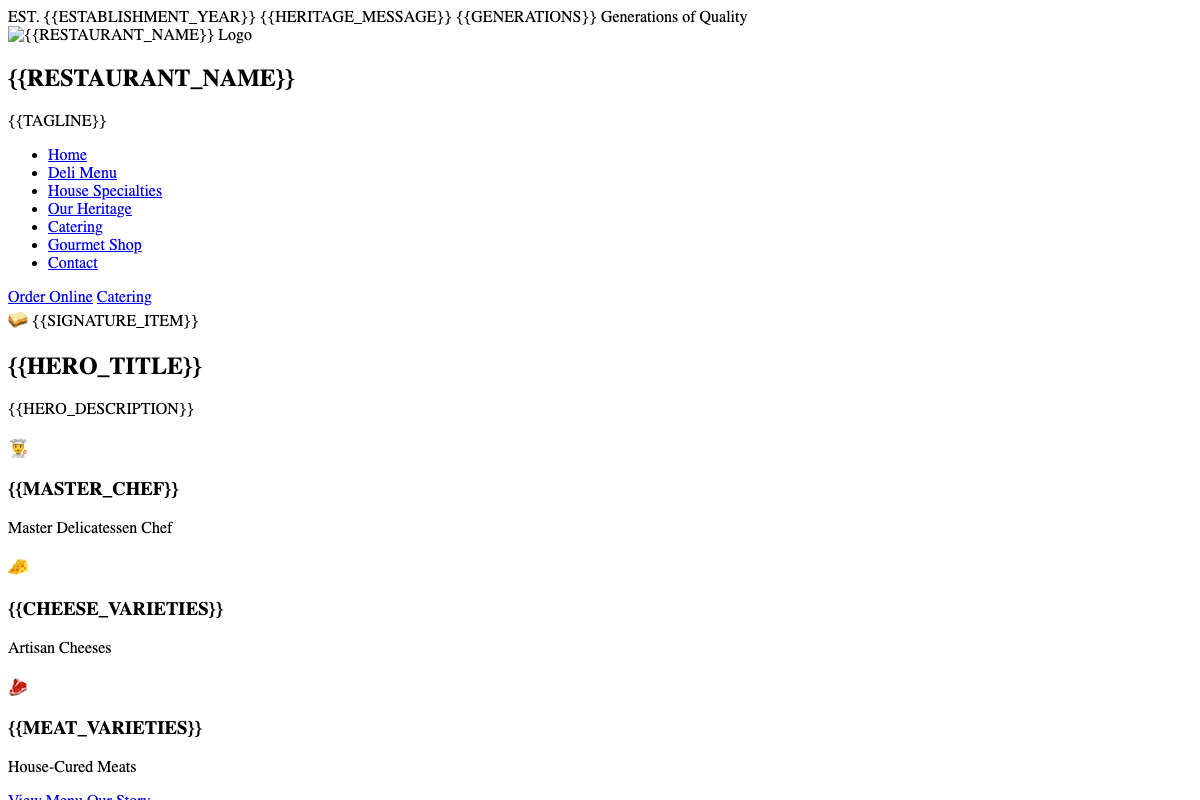 EST. {{ESTABLISHMENT_YEAR}} {{HERITAGE_MESSAGE}} {{GENERATIONS}} Generations of Quality
{{RESTAURANT_NAME}} Logo
{{RESTAURANT_NAME}}
{{TAGLINE}}
Home
Deli Menu
House Specialties
Our Heritage
Catering
Gourmet Shop
Contact
Order Online Catering
{{SIGNATURE_ITEM}}
{{HERO_TITLE}}
{{HERO_DESCRIPTION}}
{{MASTER_CHEF}}
Master Delicatessen Chef
{{CHEESE_VARIETIES}}
Artisan Cheeses
{{MEAT_VARIETIES}}
House-Cured Meats
View Menu Our Story